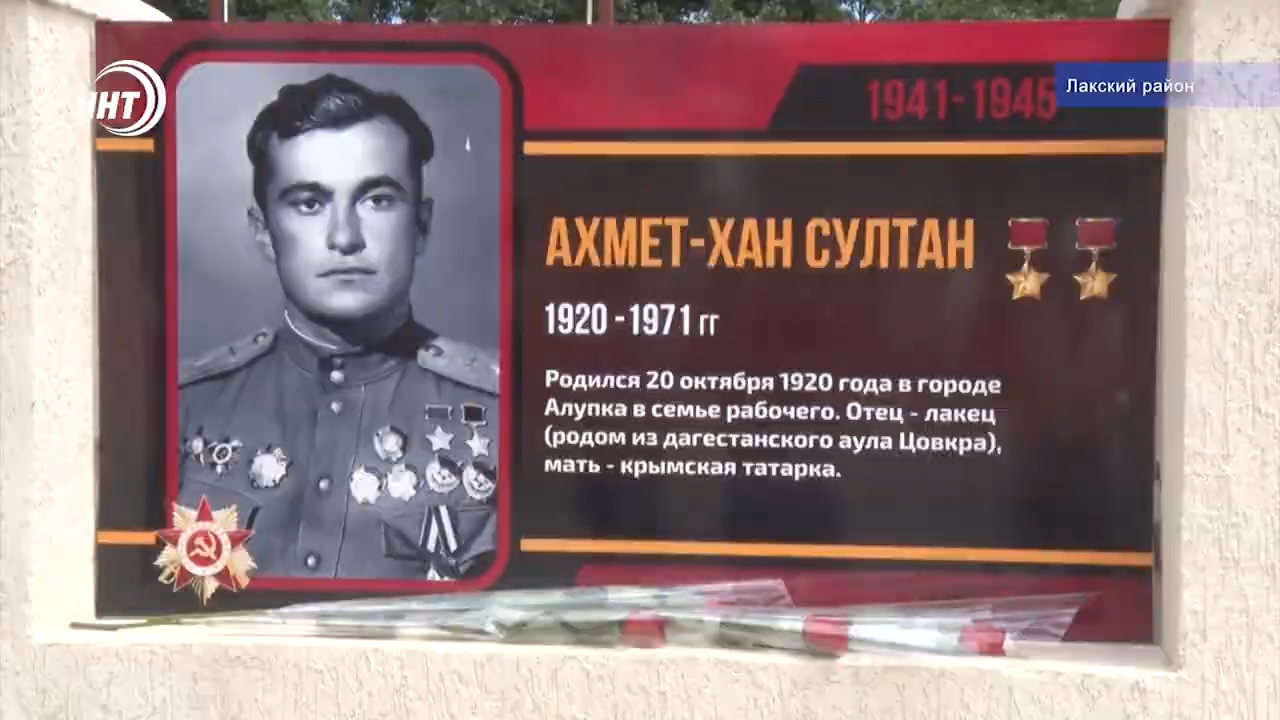 ННТ
1941-1945
Лакский район
АХМЕТ-ХАН СУЛТАН
1920 - 1971 гг
Родился 20 октября 1920 года в городе
Алупка в семье рабочего. Отец - лакец
(родом из дагестанского аула Цовкра),
мать - крымская татарка.